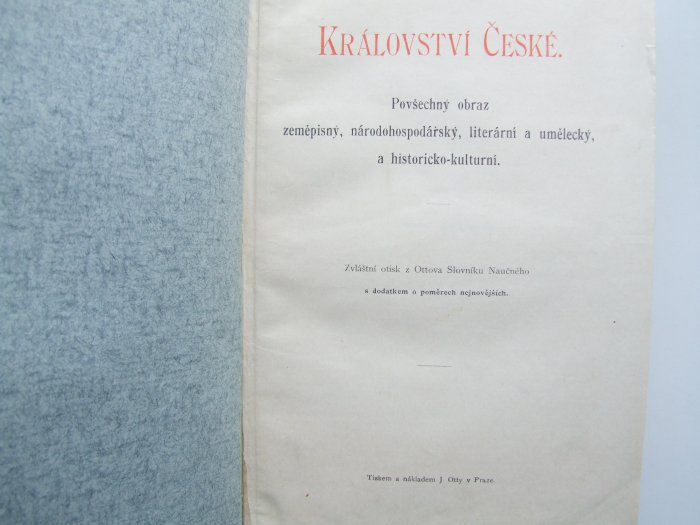 KRÁLOVSTVÍ ČESKÉ.
Povšechný obraz
zeměpisný, národohospodářský, literární a umělecký,
a historicko-kulturní.
Zvláštní otisk z Ottova Slovníku Naučného
s dodatkem o poměrech nejnovějších.
Tiskem a nákladem J. Otty v Praze.